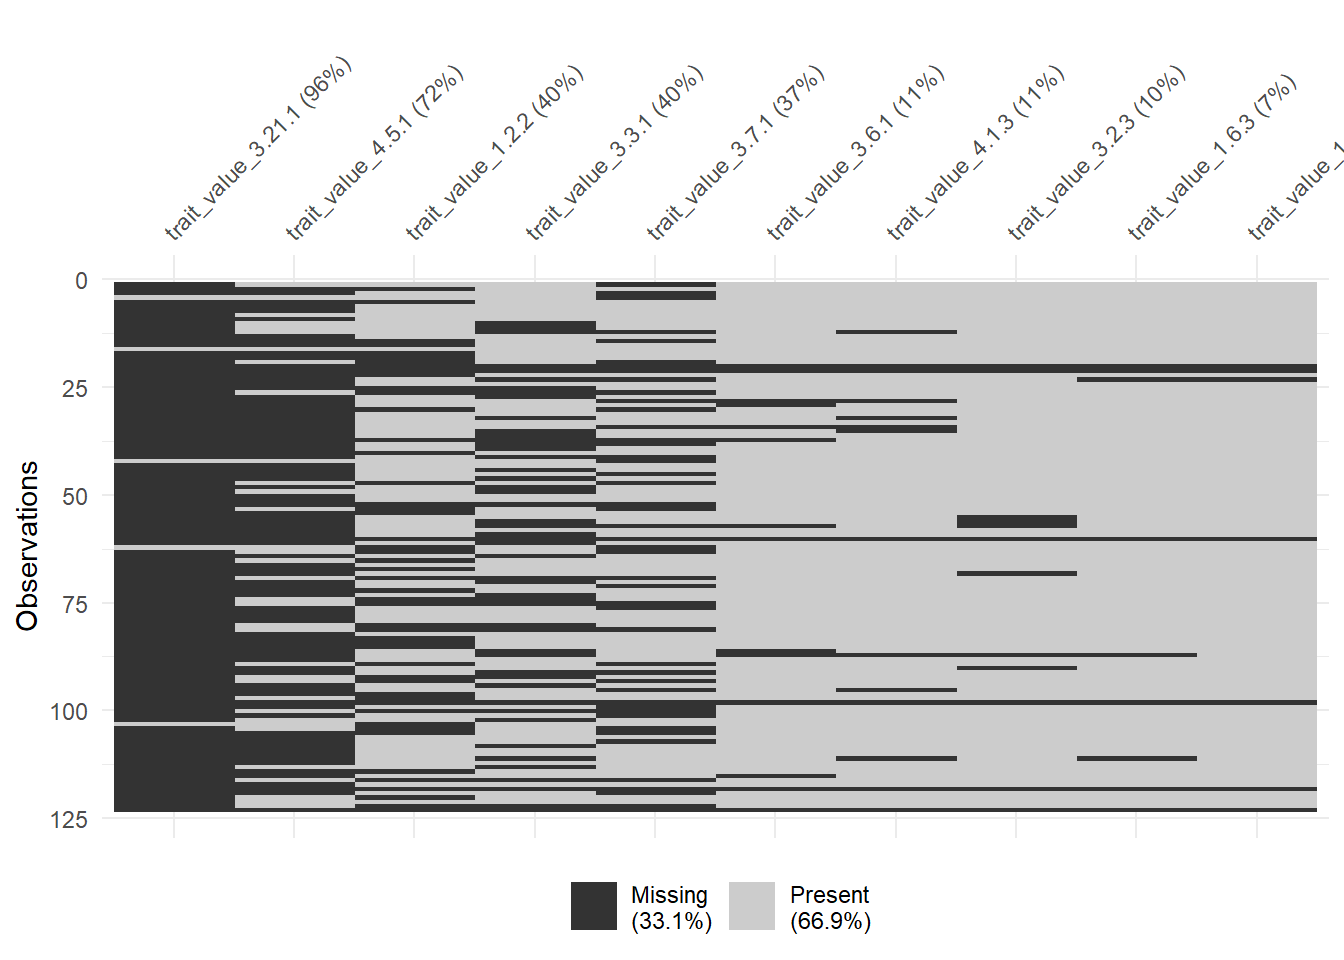 trait_value_3.21.1 (96%)
trait_value_4.5.1 (72%)
trait_value_1.2.2 (40%)
trait_value_3.3.1 (40%)
trait_value_3.7.1 (37%)
trait_value_3.6.1 (11%)
trait_value_4.1.3 (11%)
trait_value_3.2.3 (10%)
trait_value_1.6.3 (7%)
trait_value_1
0
25
50
75
100
125
Observations
Missing
(33.1%)
Present
(66.9%)